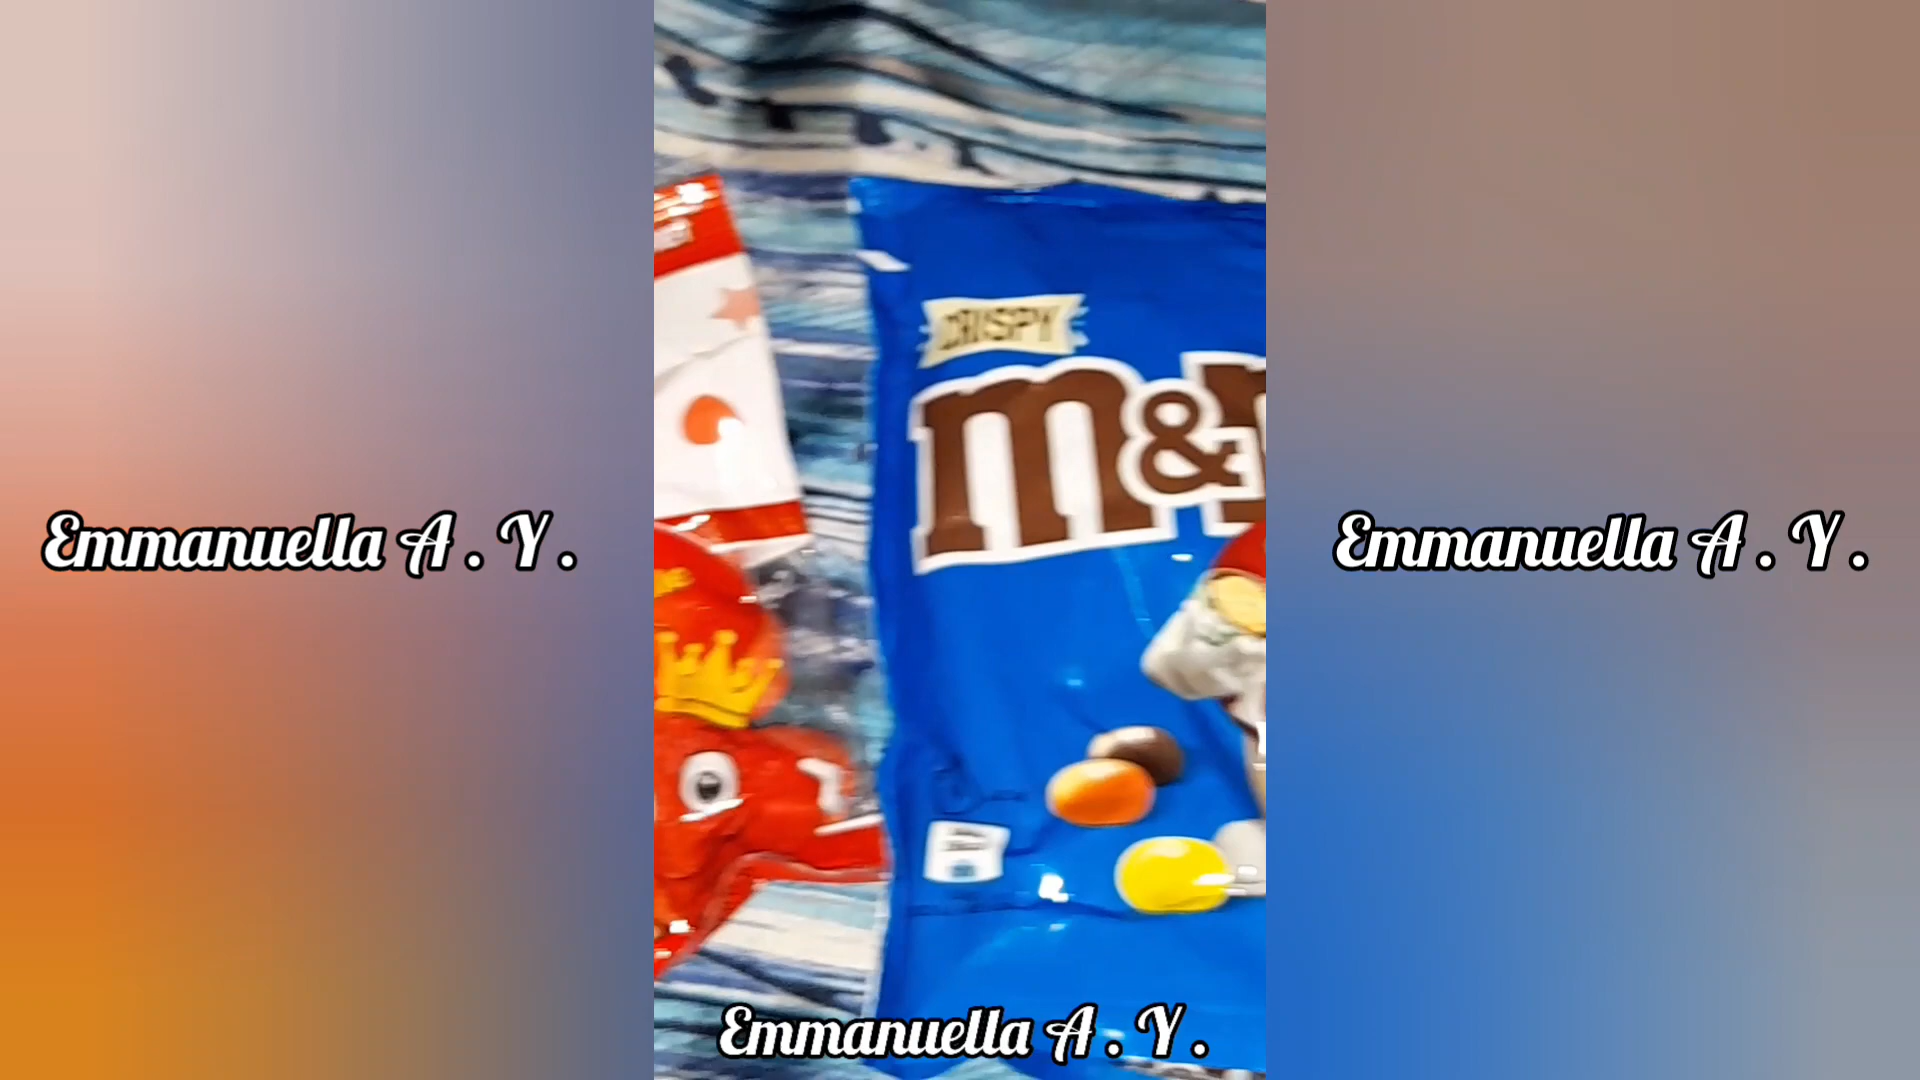 CRISPY
m&
Emmanuella A . Y .
Emmanuella A . Y .
Emmanuella A . Y .